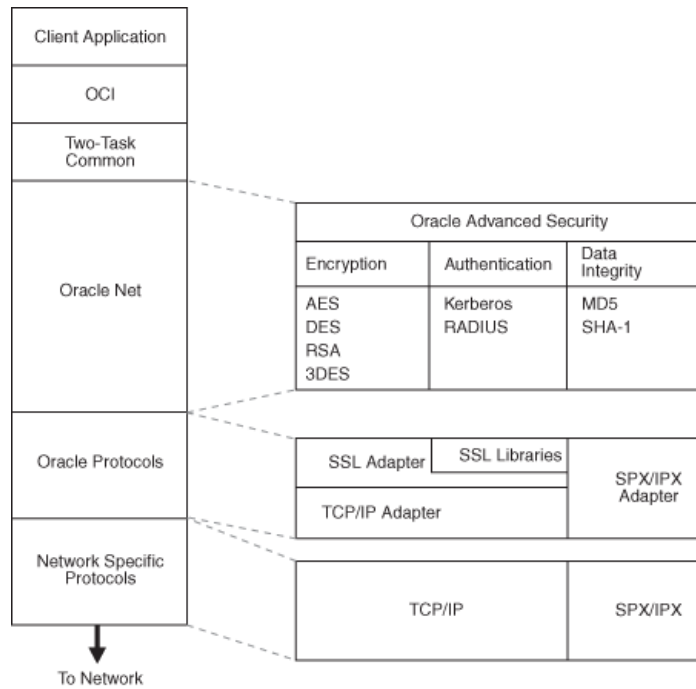 Client Application
OCI
Two-Task
Common
Oracle Net
Oracle Advanced Security
Encryption
Authentication
Data
Integrity
AES
DES
RSA
3DES
Kerberos
RADIUS
MD5
SHA-1
Oracle Protocols
SSL Adapter
SSL Libraries
TCP/IP Adapter
SPX/IPX
Adapter
Network Specific
Protocols
TCP/IP
SPX/IPX
To Network